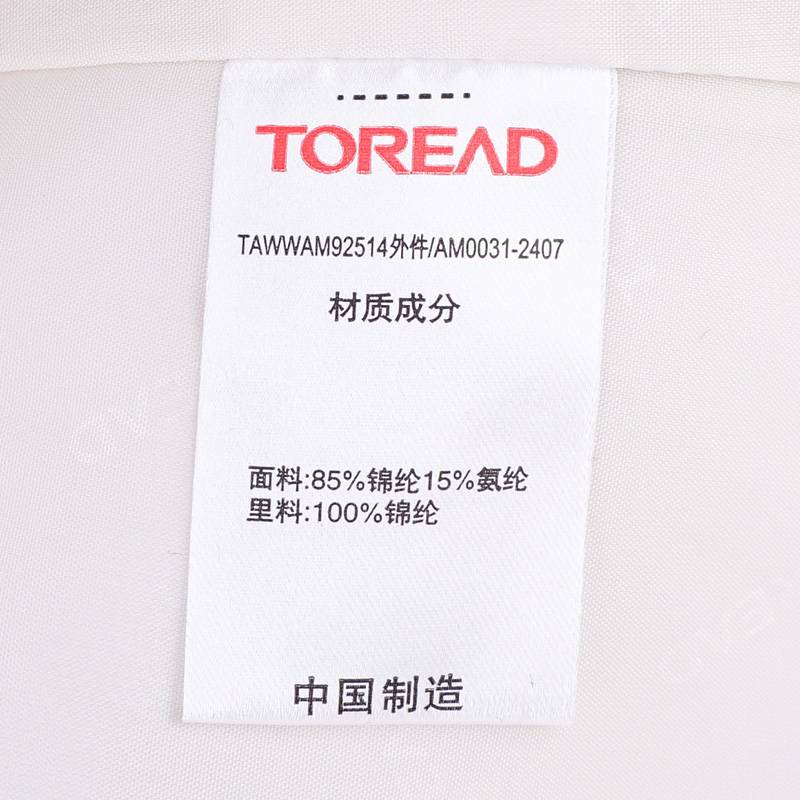 TOREAD
TAWWAM92514外件/AM0031-2407
材质成分
面料:85%锦纶15%氨纶
里料:100%锦纶
中国制造